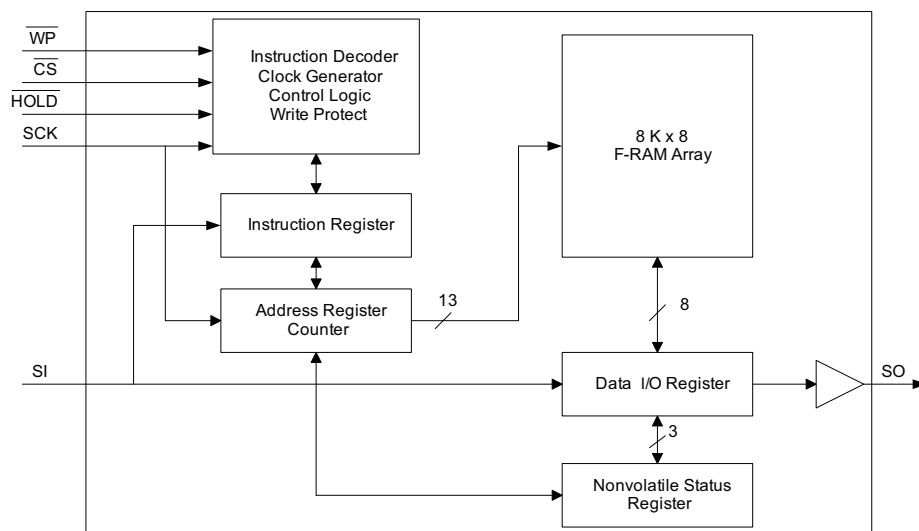 WP
CS
HOLD
SCK
Instruction Decoder
Clock Generator
Control Logic
Write Protect
8 K x 8
F-RAM Array
Instruction Register
Address Register
Counter
13
8
SI
Data I/O Register
SO
3
Nonvolatile Status
Register